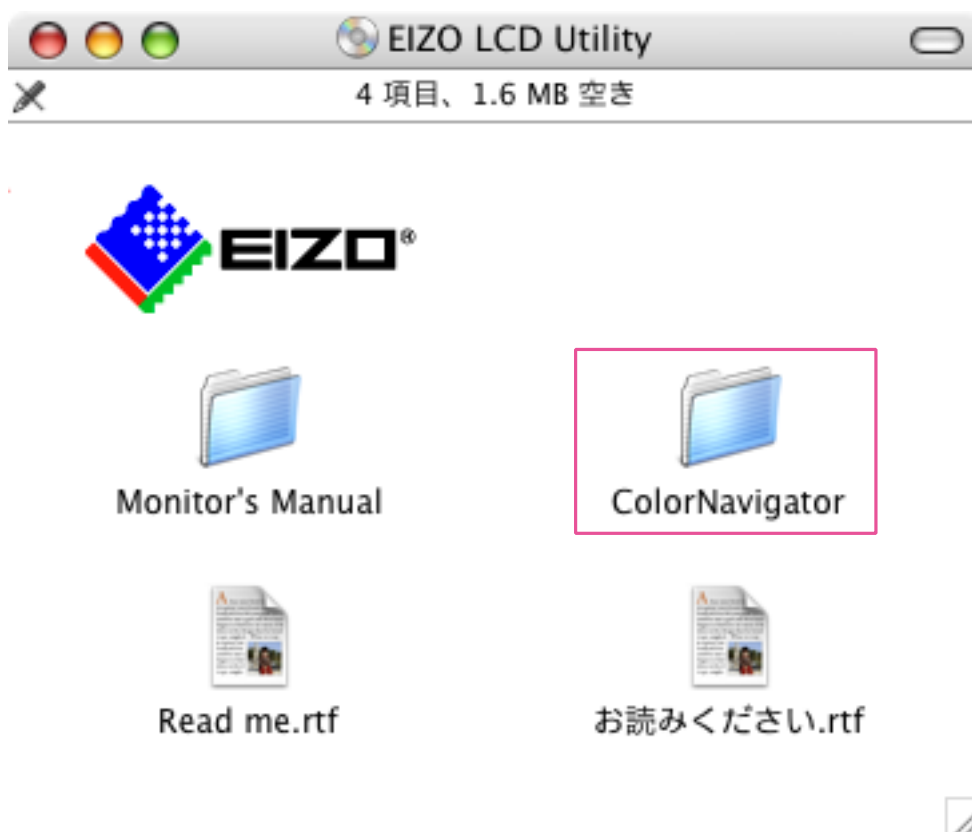 EIZO LCD Utility
4 項目、1.6 MB 空き
EIZO®
Monitor's Manual
ColorNavigator
Read me.rtf
お読みください.rtf